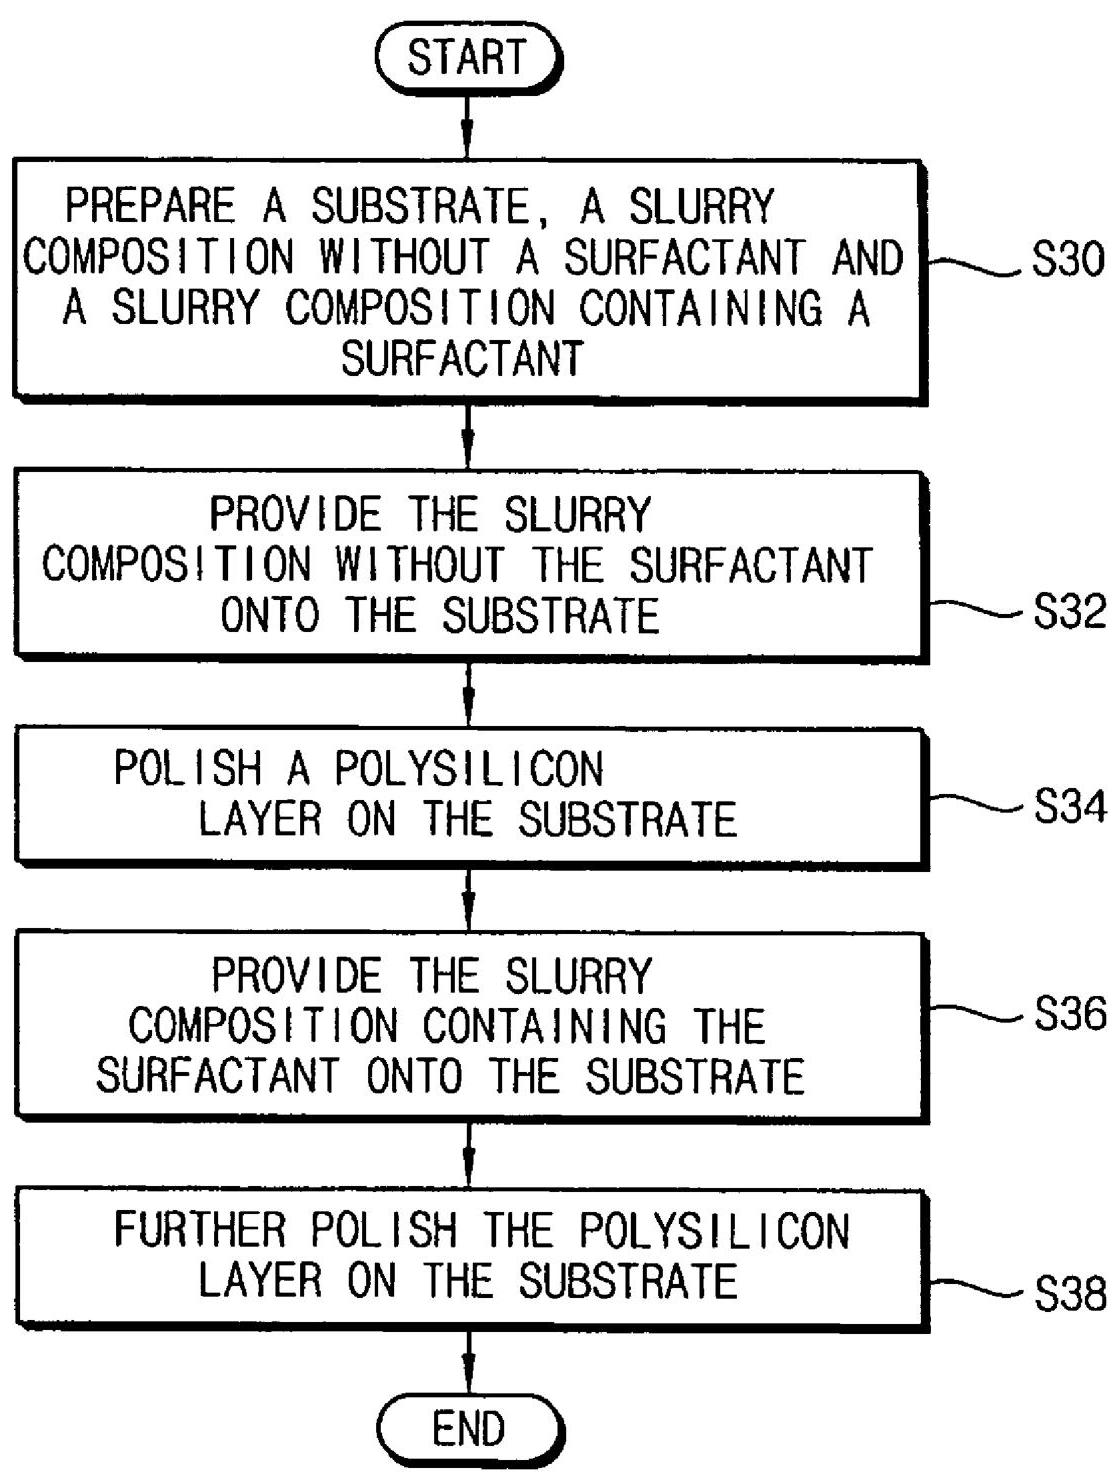 START
PREPARE A SUBSTRATE, A SLURRY
COMPOSITION WITHOUT A SURFACTANT AND
A SLURRY COMPOSITION CONTAINING A
SURFACTANT
S30
PROVIDE THE SLURRY
COMPOSITION WITHOUT THE SURFACTANT
ONTO THE SUBSTRATE
S32
POLISH A POLYSILICON
LAYER ON THE SUBSTRATE
S34
PROVIDE THE SLURRY
COMPOSITION CONTAINING THE
SURFACTANT ONTO THE SUBSTRATE
S36
FURTHER POLISH THE POLYSILICON
LAYER ON THE SUBSTRATE
S38
END